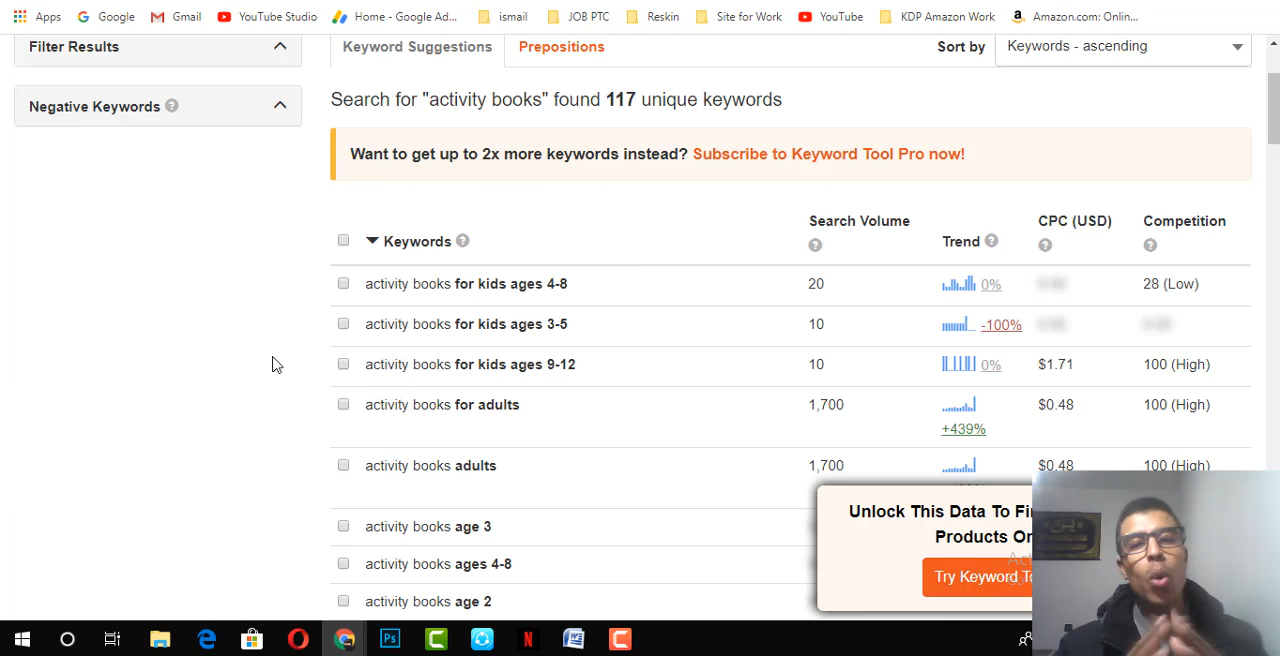 Apps Google Gmail YouTube Studio Home - Google Ad... ismail JOB PTC Reskin Site for Work YouTube KDP Amazon Work Amazon.com: Onlin...
Filter Results
Keyword Suggestions Prepositions Sort by Keywords - ascending
Negative Keywords ?
Search for "activity books" found 117 unique keywords
Want to get up to 2x more keywords instead? Subscribe to Keyword Tool Pro now!
Keywords ? Search Volume ? Trend ? CPC (USD) ? Competition ?
activity books for kids ages 4-8 20 0% 28 (Low)
activity books for kids ages 3-5 10 -100%
activity books for kids ages 9-12 10 0% $1.71 100 (High)
activity books for adults 1,700 +439% $0.48 100 (High)
activity books adults 1,700 $0.48 100 (High)
activity books age 3
activity books ages 4-8
activity books age 2
Unlock This Data To Fi
Products On
Try Keyword To